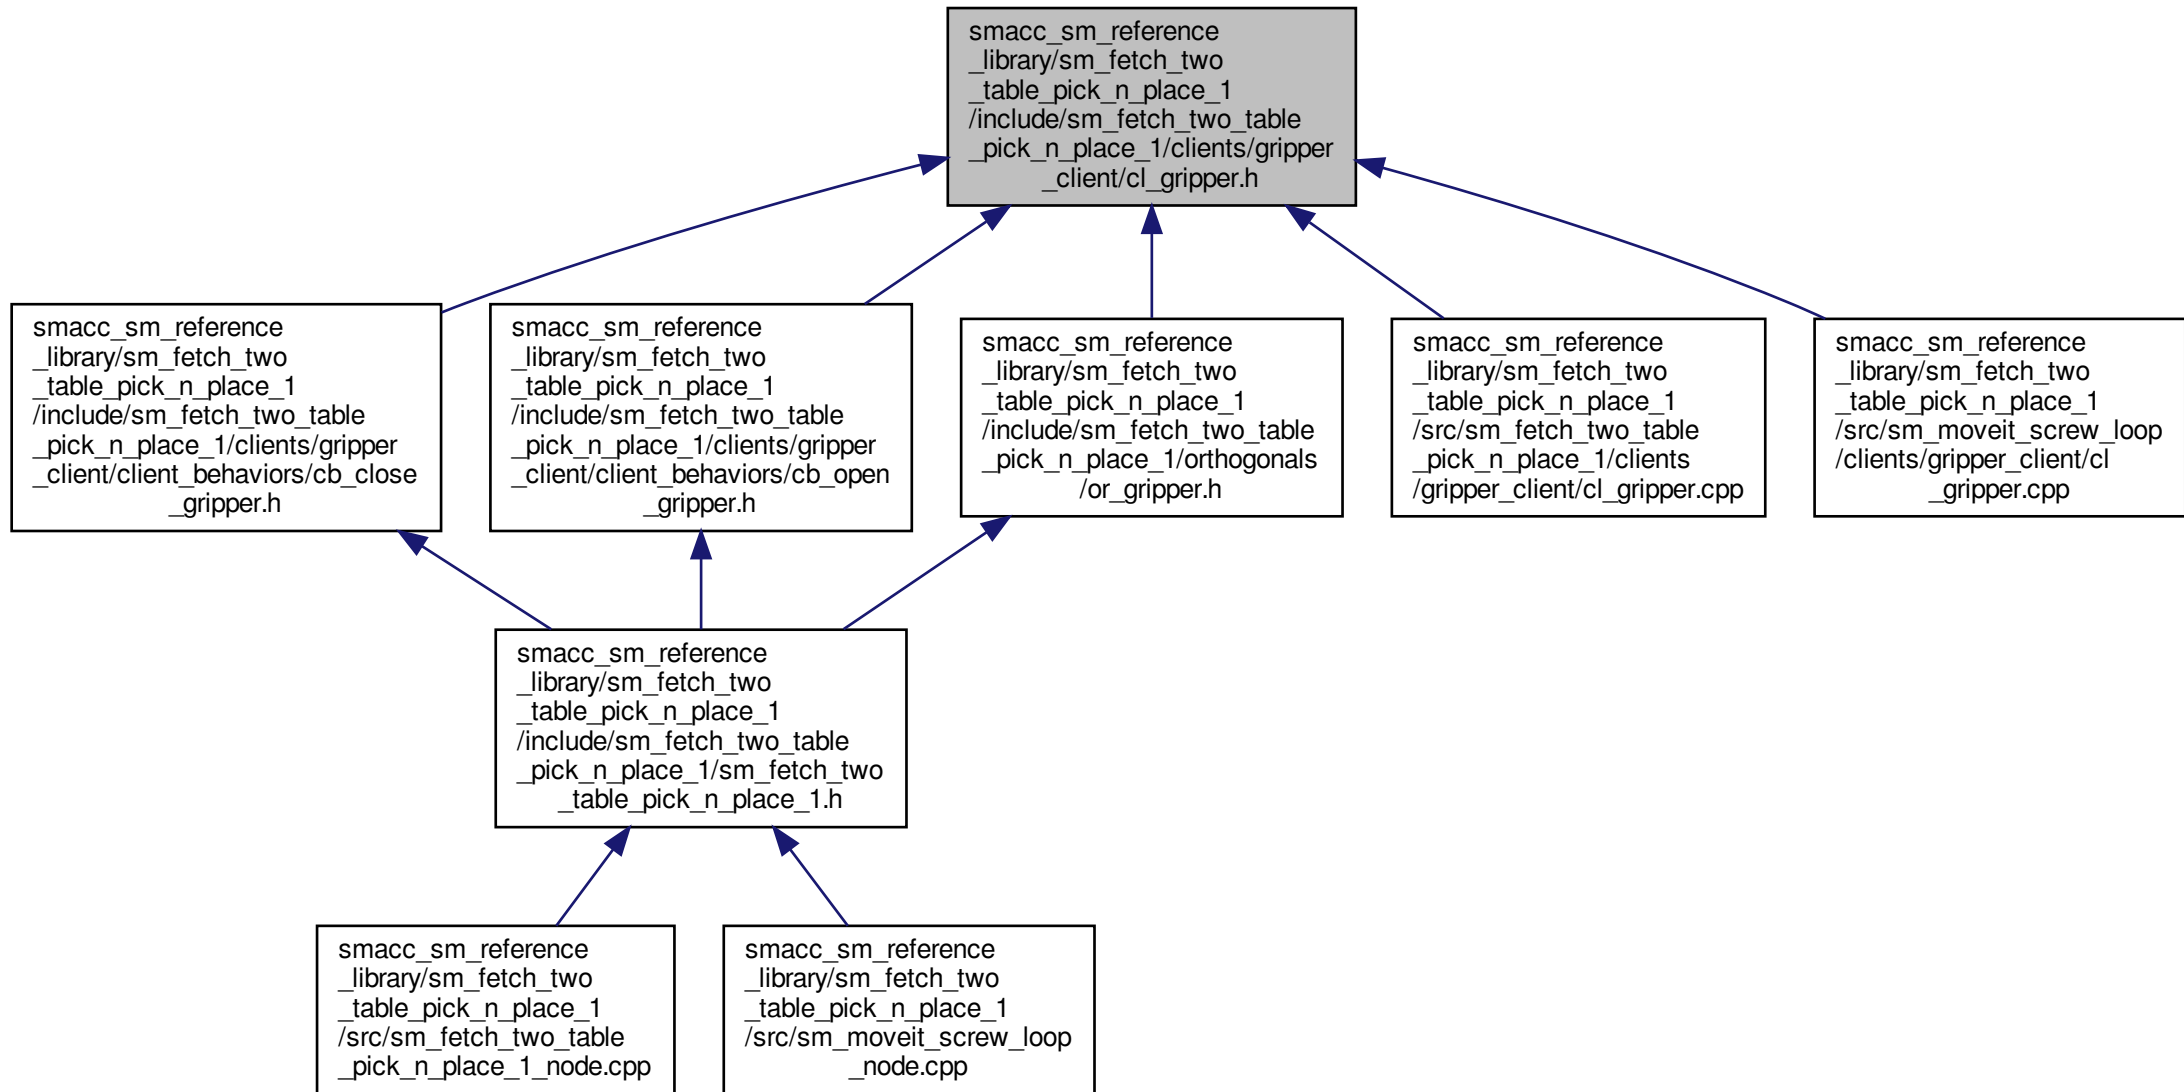 smacc_sm_reference
_library/sm_fetch_two
_table_pick_n_place_1
/include/sm_fetch_two_table
_pick_n_place_1/clients/gripper
_client/cl_gripper.h
smacc_sm_reference
_library/sm_fetch_two
_table_pick_n_place_1
/include/sm_fetch_two_table
_pick_n_place_1/clients/gripper
_client/client_behaviors/cb_close
_gripper.h
smacc_sm_reference
_library/sm_fetch_two
_table_pick_n_place_1
/include/sm_fetch_two_table
_pick_n_place_1/clients/gripper
_client/client_behaviors/cb_open
_gripper.h
smacc_sm_reference
_library/sm_fetch_two
_table_pick_n_place_1
/include/sm_fetch_two_table
_pick_n_place_1/orthogonals
/or_gripper.h
smacc_sm_reference
_library/sm_fetch_two
_table_pick_n_place_1
/src/sm_fetch_two_table
_pick_n_place_1/clients
/gripper_client/cl_gripper.cpp
smacc_sm_reference
_library/sm_fetch_two
_table_pick_n_place_1
/src/sm_moveit_screw_loop
/clients/gripper_client/cl
_gripper.cpp
smacc_sm_reference
_library/sm_fetch_two
_table_pick_n_place_1
/include/sm_fetch_two_table
_pick_n_place_1/sm_fetch_two
_table_pick_n_place_1.h
smacc_sm_reference
_library/sm_fetch_two
_table_pick_n_place_1
/src/sm_fetch_two_table
_pick_n_place_1_node.cpp
smacc_sm_reference
_library/sm_fetch_two
_table_pick_n_place_1
/src/sm_moveit_screw_loop
_node.cpp